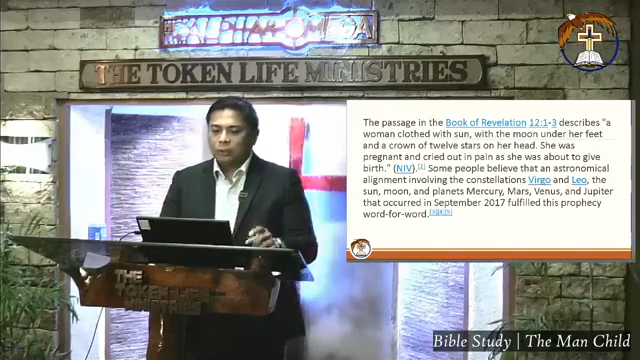 THE TOKEN LIFE MINISTRIES
The passage in the Book of Revelation 12:1-3 describes "a
woman clothed with sun, with the moon under her feet
and a crown of twelve stars on her head. She was
pregnant and cried out in pain as she was about to give
birth." (NIV).[2] Some people believe that an astronomical
alignment involving the constellations Virgo and Leo, the
sun, moon, and planets Mercury, Mars, Venus, and Jupiter
that occurred in September 2017 fulfilled this prophecy
word-for-word.[3][4][5]
THE
TOKEN LIFE
MINISTRIES
Bible Study | The Man Child